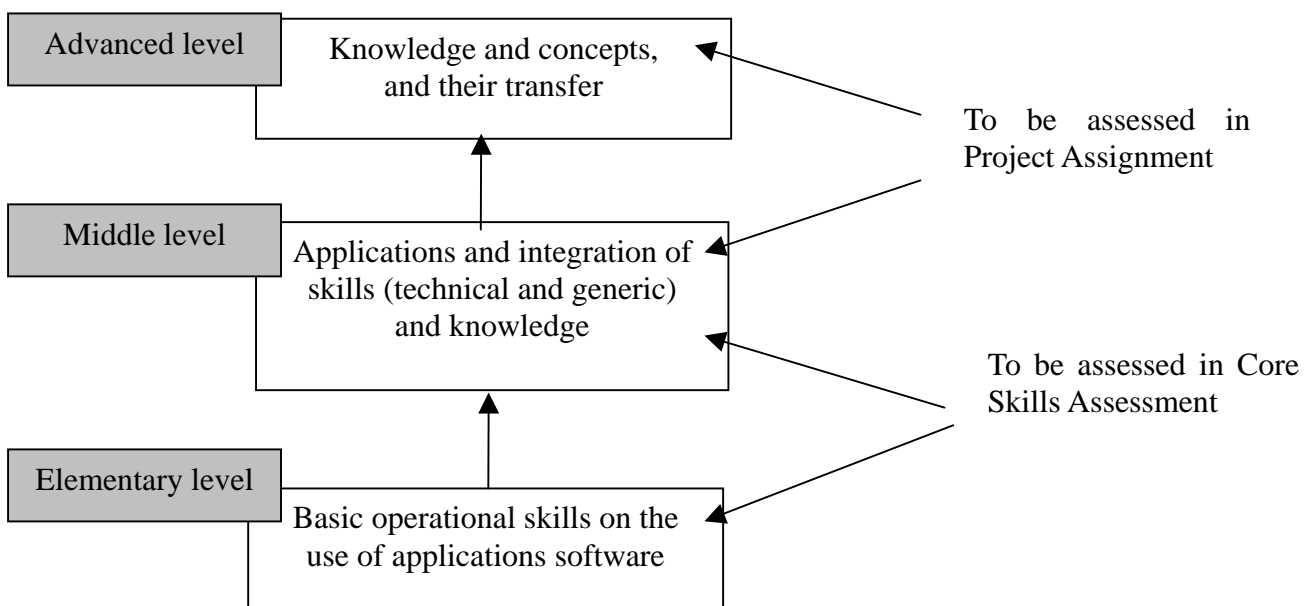 Advanced level
Knowledge and concepts,
and their transfer
To be assessed in
Project Assignment
Middle level
Applications and integration of
skills (technical and generic)
and knowledge
To be assessed in Core
Skills Assessment
Elementary level
Basic operational skills on the
use of applications software